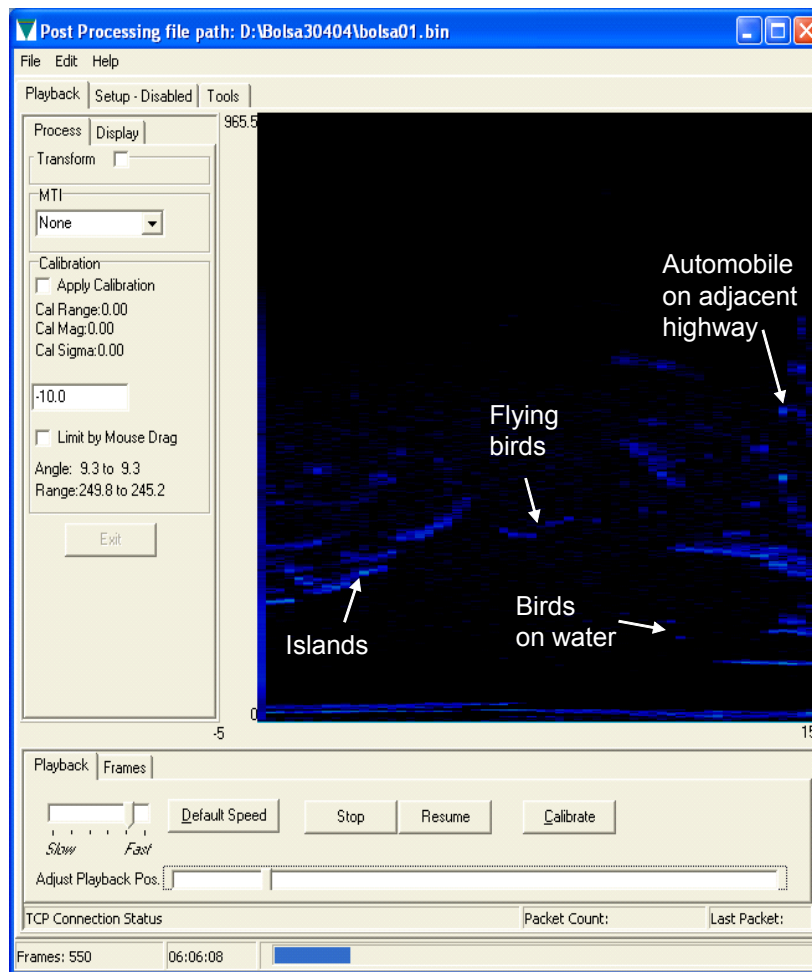 Post Processing file path: D:\Bolsa30404\bolsa01.bin
File Edit Help
Playback Setup - Disabled Tools
Process Display
Transform
MTI
None
Calibration
Apply Calibration
Cal Range:0.00
Cal Mag:0.00
Cal Sigma:0.00
-10.0
Limit by Mouse Drag
Angle: 9.3 to 9.3
Range:249.8 to 245.2
Exit
965.5
Automobile
on adjacent
highway
Flying
birds
Birds
on water
Islands
0
-5
15
Playback Frames
Slow Fast
Default Speed Stop Resume Calibrate
Adjust Playback Pos.
TCP Connection Status Packet Count: Last Packet:
Frames: 550 06:06:08